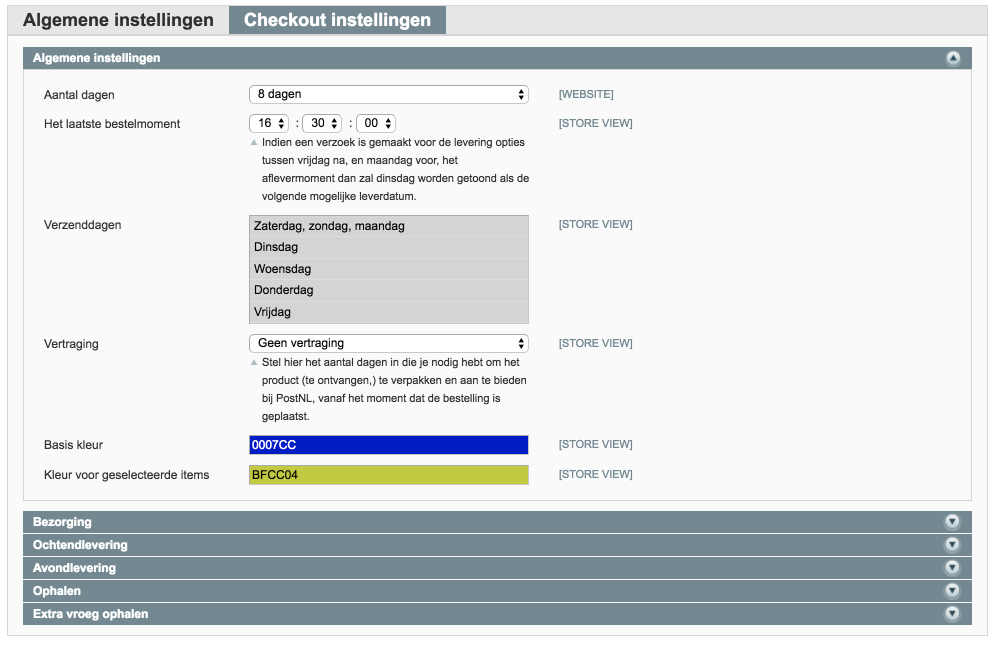 Algemene instellingen Checkout instellingen
Algemene instellingen
Aantal dagen 8 dagen [WEBSITE]
Het laatste bestelmoment 16 : 30 : 00 [STORE VIEW]
Indien een verzoek is gemaakt voor de levering opties
tussen vrijdag na, en maandag voor, het
aflevermoment dan zal dinsdag worden getoond als de
volgende mogelijke leverdatum.
Verzenddagen [STORE VIEW]
Zaterdag, zondag, maandag
Dinsdag
Woensdag
Donderdag
Vrijdag
Vertraging Geen vertraging [STORE VIEW]
Stel hier het aantal dagen in die je nodig hebt om het
product (te ontvangen,) te verpakken en aan te bieden
bij PostNL, vanaf het moment dat de bestelling is
geplaatst.
Basis kleur 0007CC [STORE VIEW]
Kleur voor geselecteerde items BFCC04 [STORE VIEW]
Bezorging
Ochtendlevering
Avondlevering
Ophalen
Extra vroeg ophalen